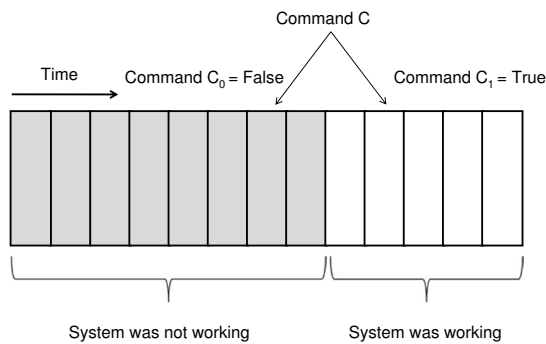 Command C
Time
Command C₀ = False
Command C₁ = True
System was not working
System was working